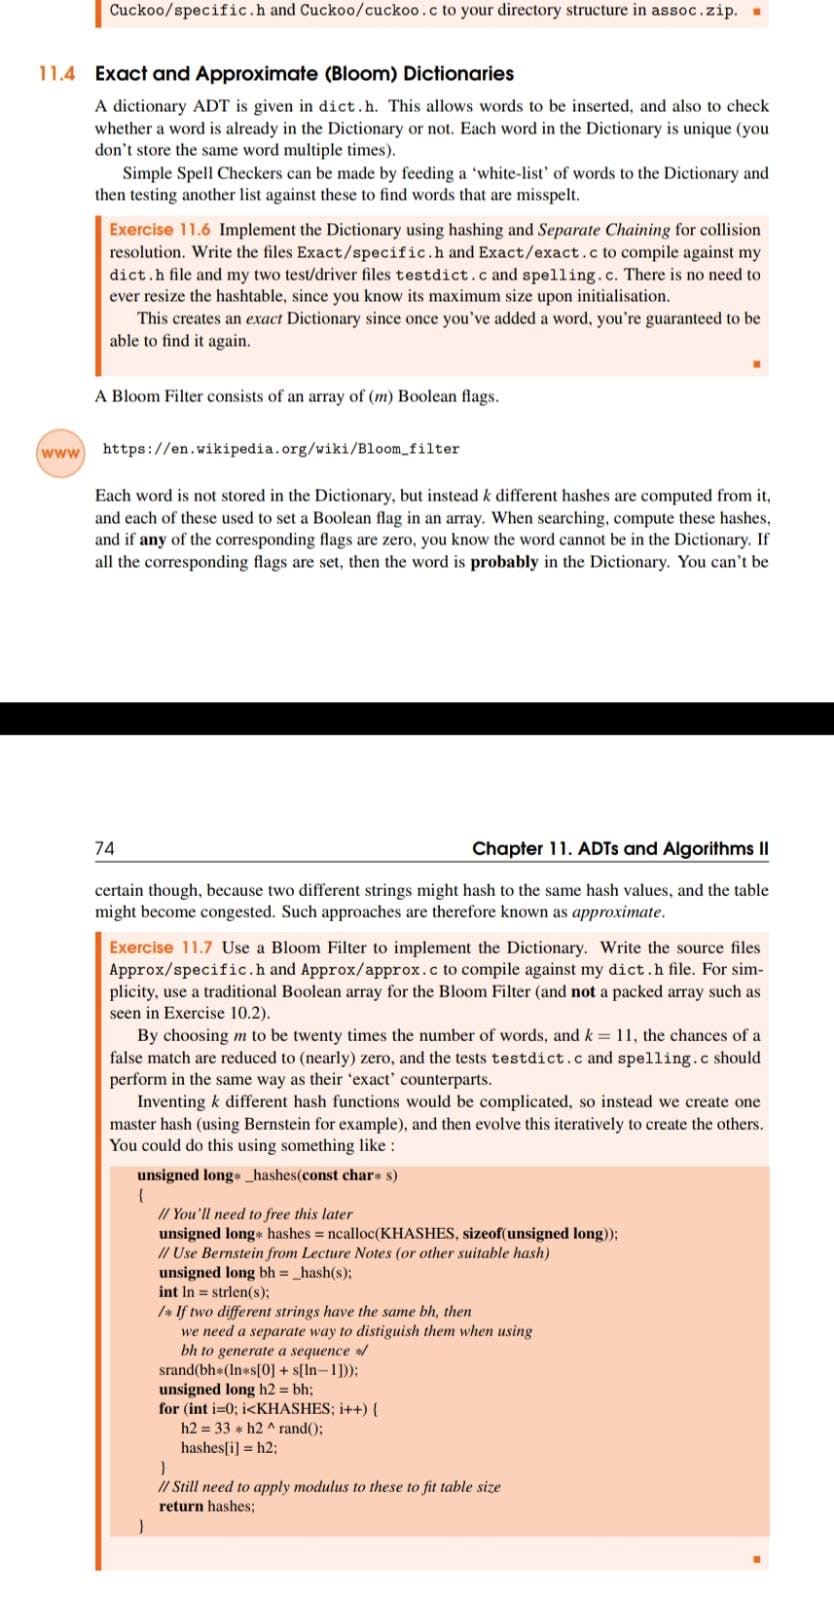 Cuckoo/specific.h and Cuckoo/cuckoo.c to your directory structure in assoc.zip.
11.4 Exact and Approximate (Bloom) Dictionaries
A dictionary ADT is given in dict.h. This allows words to be inserted, and also to check
whether a word is already in the Dictionary or not. Each word in the Dictionary is unique (you
don't store the same word multiple times).
Simple Spell Checkers can be made by feeding a 'white-list' of words to the Dictionary and
then testing another list against these to find words that are misspelt.
Exercise 11.6 Implement the Dictionary using hashing and Separate Chaining for collision
resolution. Write the files Exact/specific.h and Exact/exact.c to compile against my
dict.h file and my two test/driver files testdict.c and spelling.c. There is no need to
ever resize the hashtable, since you know its maximum size upon initialisation.
This creates an exact Dictionary since once you've added a word, you're guaranteed to be
able to find it again.
A Bloom Filter consists of an array of (m) Boolean flags.
www https://en.wikipedia.org/wiki/Bloom_filter
Each word is not stored in the Dictionary, but instead k different hashes are computed from it,
and each of these used to set a Boolean flag in an array. When searching, compute these hashes,
and if any of the corresponding flags are zero, you know the word cannot be in the Dictionary. If
all the corresponding flags are set, then the word is probably in the Dictionary. You can't be
74 Chapter 11. ADTs and Algorithms II
certain though, because two different strings might hash to the same hash values, and the table
might become congested. Such approaches are therefore known as approximate.
Exercise 11.7 Use a Bloom Filter to implement the Dictionary. Write the source files
Approx/specific.h and Approx/approx.c to compile against my dict.h file. For sim-
plicity, use a traditional Boolean array for the Bloom Filter (and not a packed array such as
seen in Exercise 10.2).
By choosing m to be twenty times the number of words, and k = 11, the chances of a
false match are reduced to (nearly) zero, and the tests testdict.c and spelling.c should
perform in the same way as their 'exact' counterparts.
Inventing k different hash functions would be complicated, so instead we create one
master hash (using Bernstein for example), and then evolve this iteratively to create the others.
You could do this using something like :
unsigned long* _hashes(const char* s)
{
// You'll need to free this later
unsigned long* hashes = ncalloc(KHASHES, sizeof(unsigned long));
// Use Bernstein from Lecture Notes (or other suitable hash)
unsigned long bh = _hash(s);
int ln = strlen(s);
/* If two different strings have the same bh, then
we need a separate way to distiguish them when using
bh to generate a sequence */
srand(bh*(ln*s[0] + s[ln-1]));
unsigned long h2 = bh;
for (int i=0; i<KHASHES; i++) {
h2 = 33 * h2 ^ rand();
hashes[i] = h2;
}
// Still need to apply modulus to these to fit table size
return hashes;
}